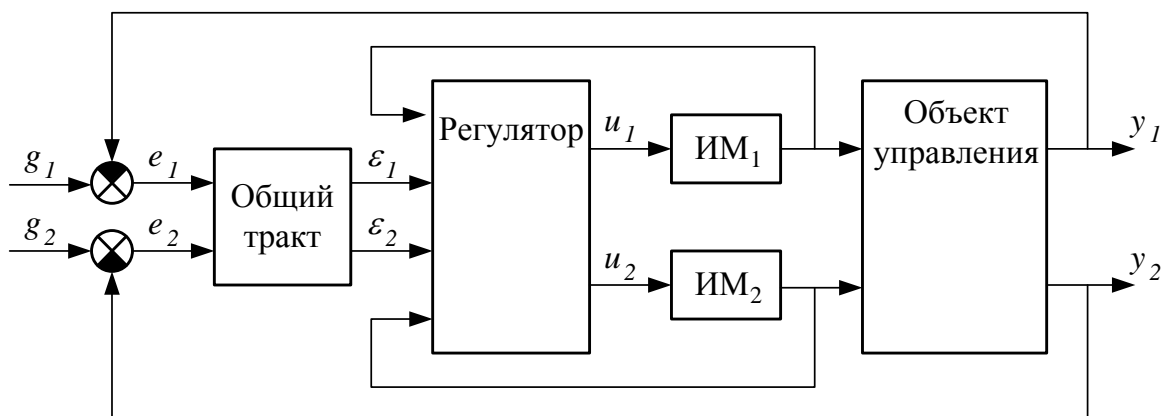 Регулятор
Объект
управления
u₁
ИМ₁
y₁
g₁
e₁
Общий
тракт
ε₁
g₂
e₂
ε₂
u₂
ИМ₂
y₂